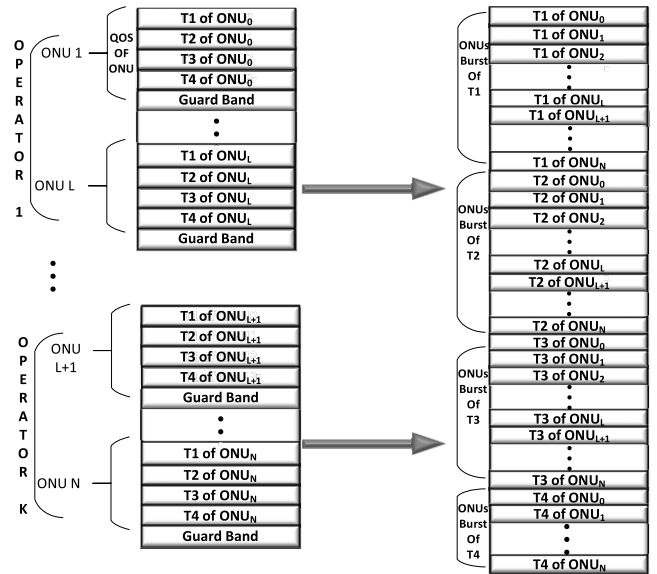 OPERATOR 1
ONU 1
QOS OF ONU
T1 of ONU0
T2 of ONU0
T3 of ONU0
T4 of ONU0
Guard Band
ONU L
T1 of ONUL
T2 of ONUL
T3 of ONUL
T4 of ONUL
Guard Band
OPERATOR K
ONU L+1
T1 of ONUL+1
T2 of ONUL+1
T3 of ONUL+1
T4 of ONUL+1
Guard Band
ONU N
T1 of ONUN
T2 of ONUN
T3 of ONUN
T4 of ONUN
Guard Band
ONUs Burst Of T1
T1 of ONU0
T1 of ONU1
T1 of ONU2
T1 of ONUL
T1 of ONUL+1
T1 of ONUN
ONUs Burst Of T2
T2 of ONU0
T2 of ONU1
T2 of ONU2
T2 of ONUL
T2 of ONUL+1
T2 of ONUN
ONUs Burst Of T3
T3 of ONU0
T3 of ONU1
T3 of ONU2
T3 of ONUL
T3 of ONUL+1
T3 of ONUN
ONUs Burst Of T4
T4 of ONU0
T4 of ONU1
T4 of ONUN